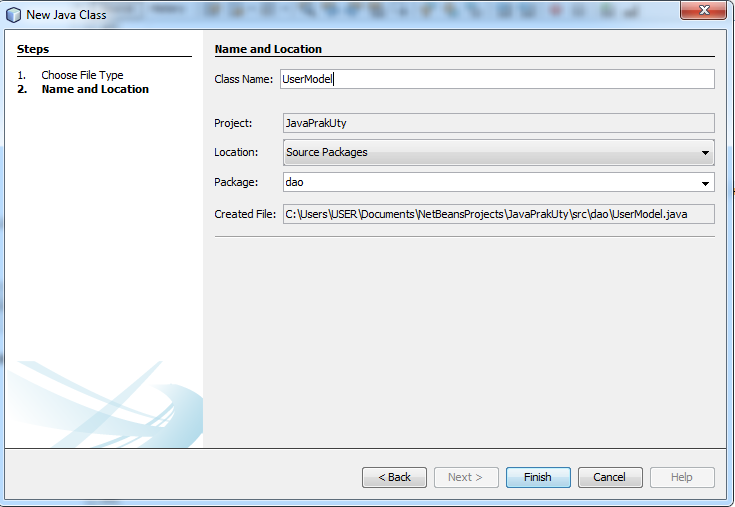 New Java Class
Steps
1. Choose File Type
2. Name and Location
Name and Location
Class Name: UserModel
Project: JavaPrakUty
Location: Source Packages
Package: dao
Created File: C:\Users\USER\Documents\NetBeansProjects\JavaPrakUty\src\dao\UserModel.java
< Back Next > Finish Cancel Help